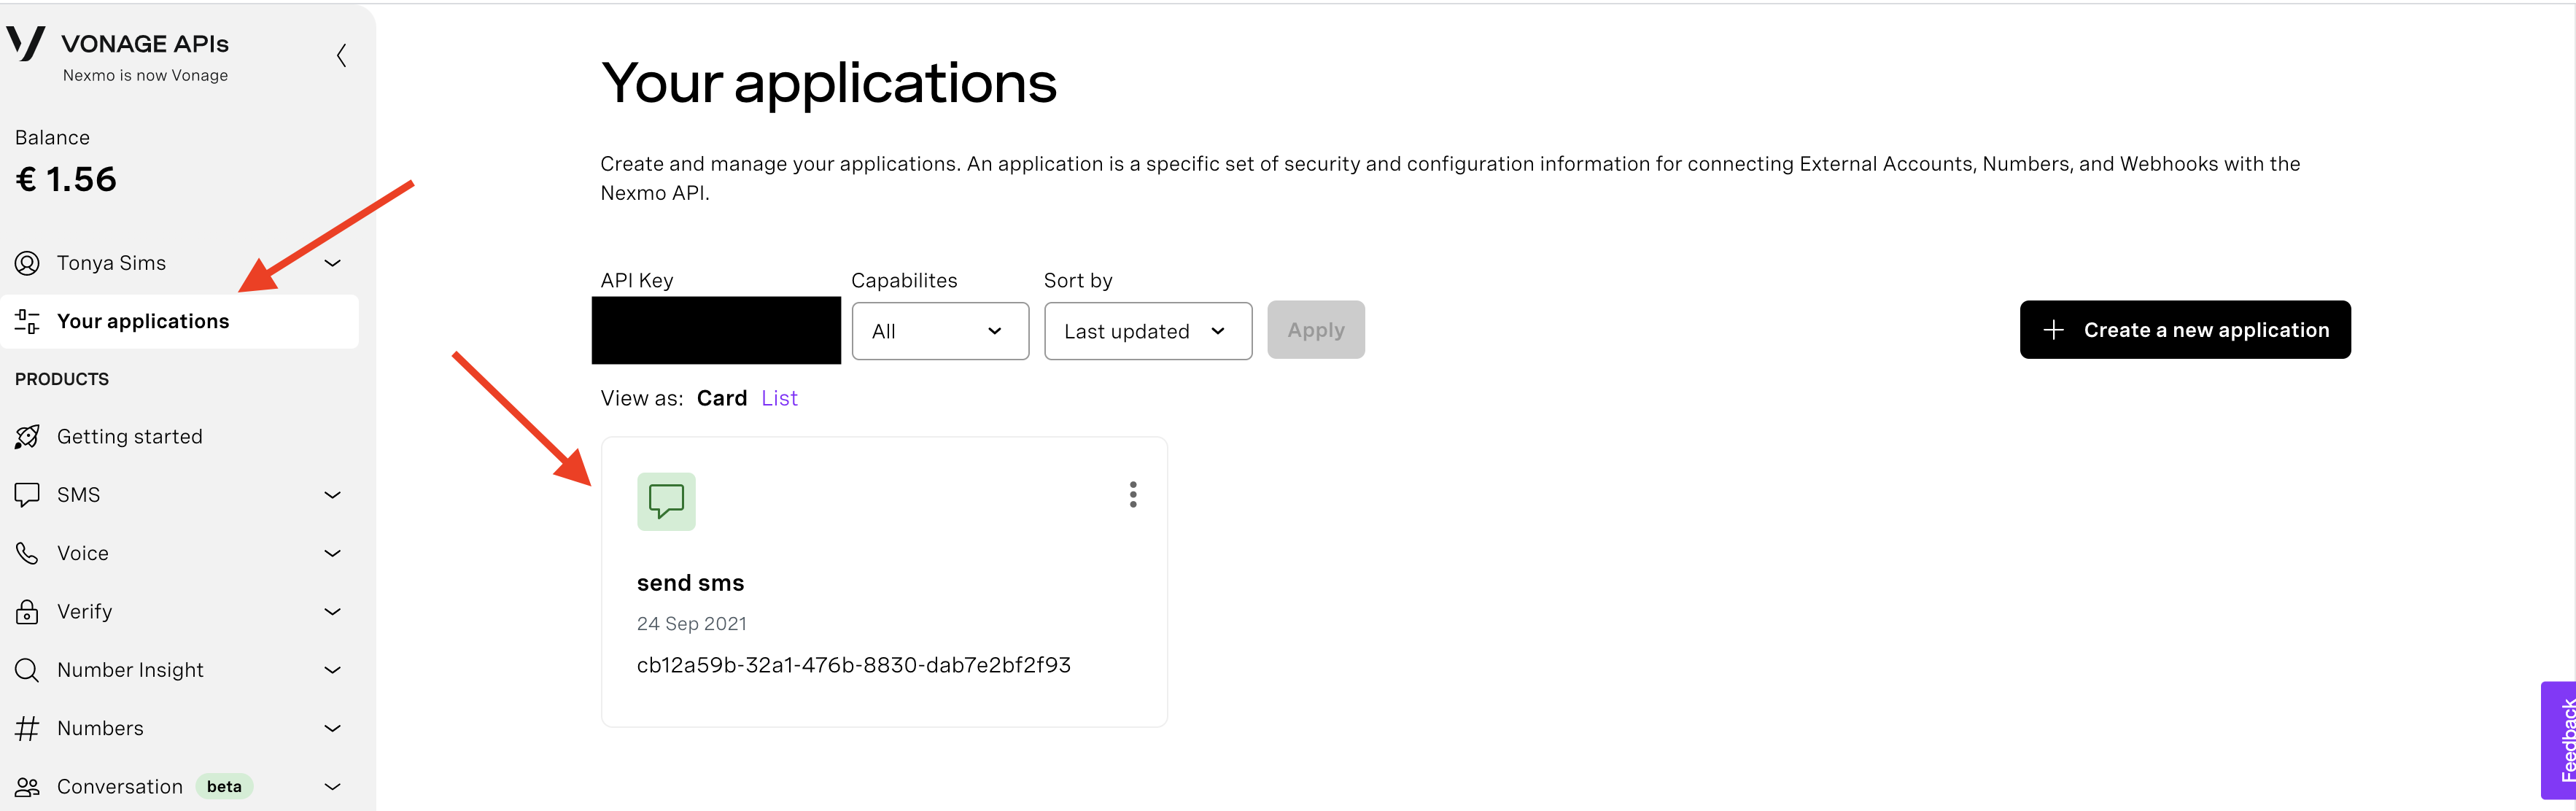 VONAGE APIs
Nexmo is now Vonage
Balance
€ 1.56
Tonya Sims
Your applications
PRODUCTS
Getting started
SMS
Voice
Verify
Number Insight
Numbers
Conversation beta
Your applications
Create and manage your applications. An application is a specific set of security and configuration information for connecting External Accounts, Numbers, and Webhooks with the
Nexmo API.
API Key
Capabilites
All
Sort by
Last updated
Apply
Create a new application
View as: Card List
send sms
24 Sep 2021
cb12a59b-32a1-476b-8830-dab7e2bf2f93
Feedback